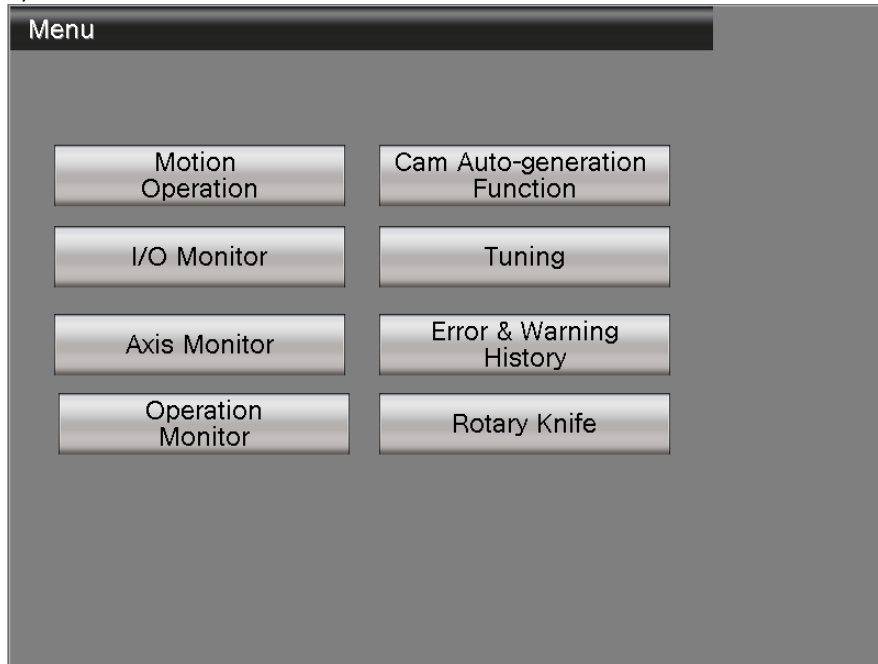 Menu
Motion
Operation
Cam Auto-generation
Function
I/O Monitor
Tuning
Axis Monitor
Error & Warning
History
Operation
Monitor
Rotary Knife